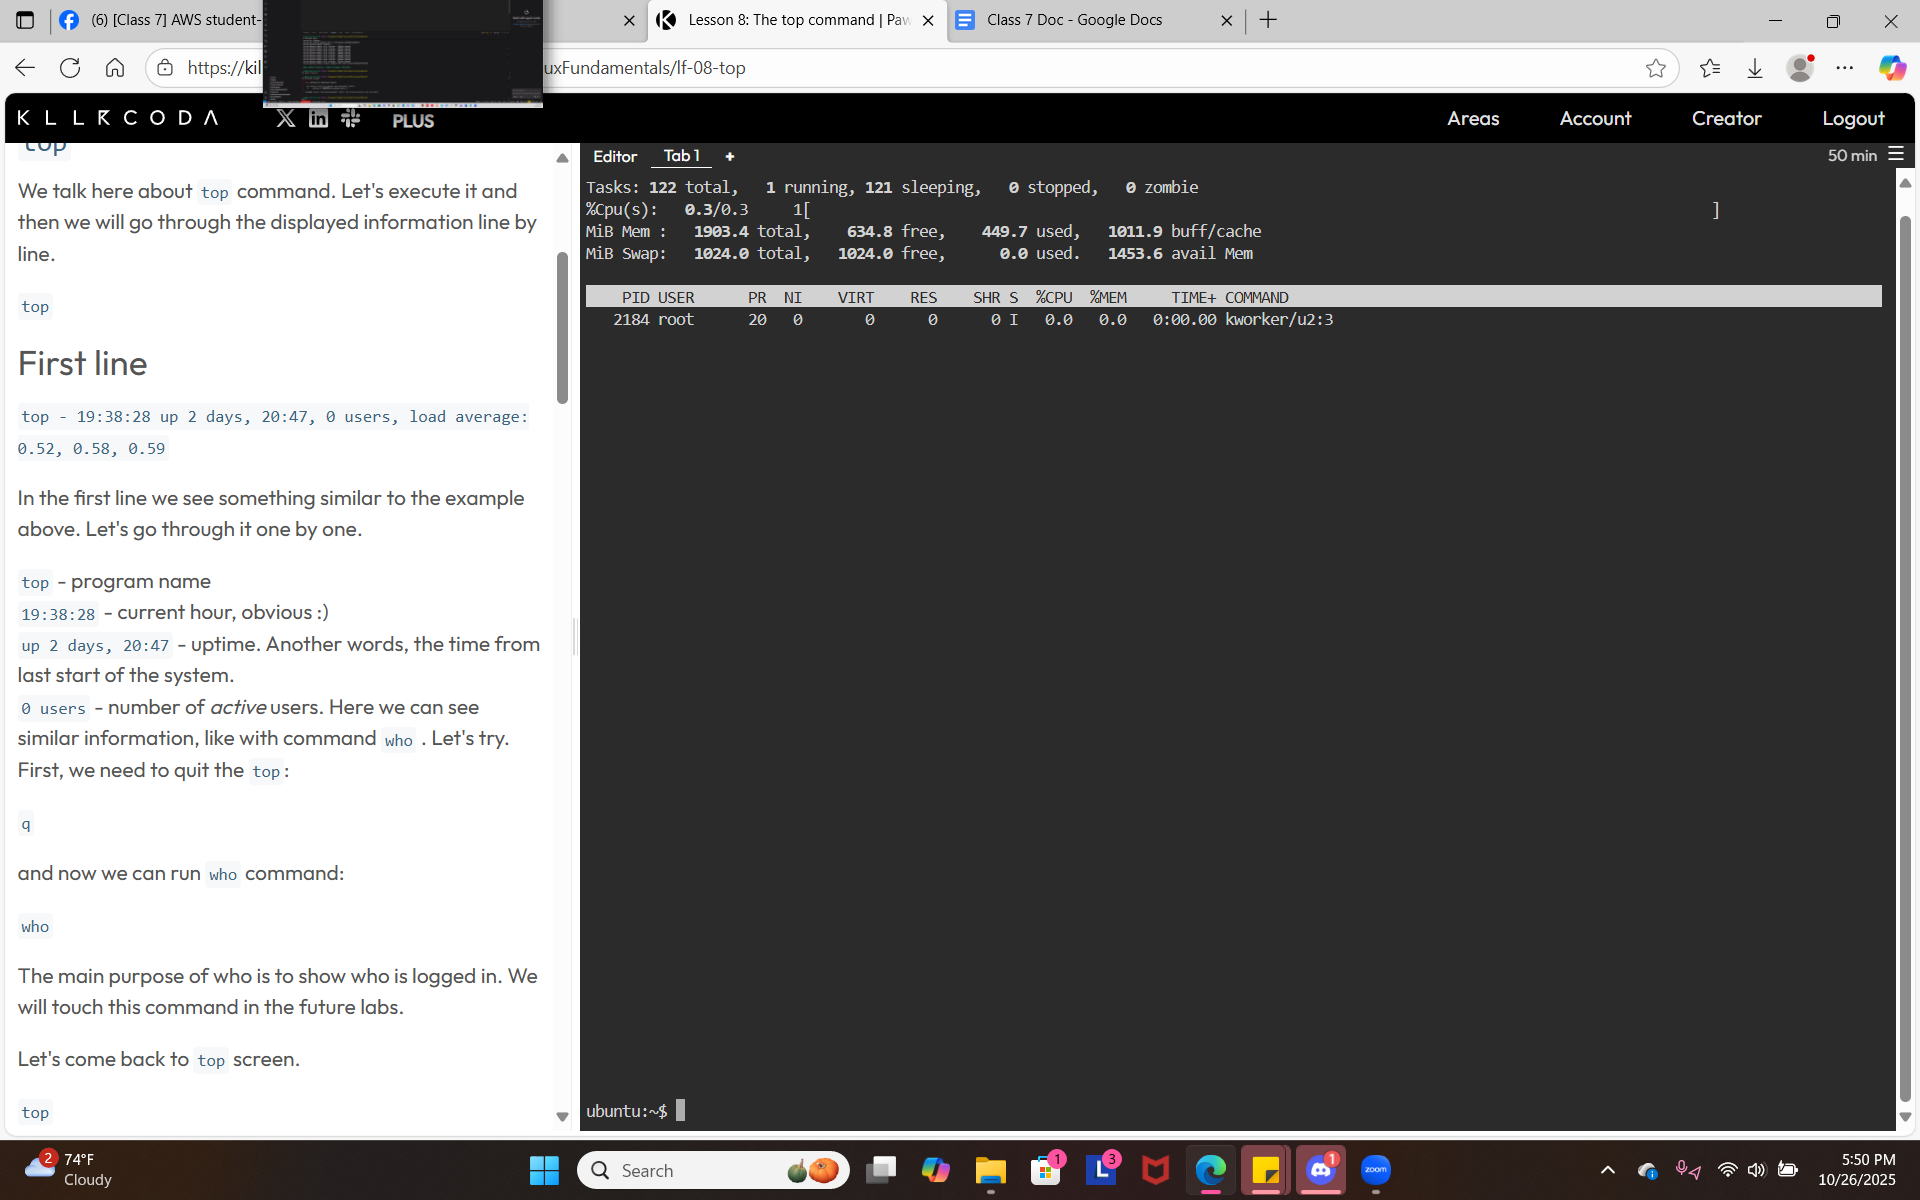 (6) [Class 7] AWS student-
Lesson 8: The top command | Paw
Class 7 Doc - Google Docs
https://kil
uxFundamentals/lf-08-top
KLLRCODA
PLUS
Areas
Account
Creator
Logout
top
We talk here about top command. Let's execute it and
then we will go through the displayed information line by
line.
top
First line
top - 19:38:28 up 2 days, 20:47, 0 users, load average:
0.52, 0.58, 0.59
In the first line we see something similar to the example
above. Let's go through it one by one.
top - program name
19:38:28 - current hour, obvious :)
up 2 days, 20:47 - uptime. Another words, the time from
last start of the system.
0 users - number of active users. Here we can see
similar information, like with command who . Let's try.
First, we need to quit the top:
q
and now we can run who command:
who
The main purpose of who is to show who is logged in. We
will touch this command in the future labs.
Let's come back to top screen.
top
Editor Tab 1 +
50 min
Tasks: 122 total, 1 running, 121 sleeping, 0 stopped, 0 zombie
%Cpu(s): 0.3/0.3 1[ ]
MiB Mem : 1903.4 total, 634.8 free, 449.7 used, 1011.9 buff/cache
MiB Swap: 1024.0 total, 1024.0 free, 0.0 used. 1453.6 avail Mem
PID USER PR NI VIRT RES SHR S %CPU %MEM TIME+ COMMAND
2184 root 20 0 0 0 0 I 0.0 0.0 0:00.00 kworker/u2:3
ubuntu:~$
2
74°F
Cloudy
Search
1
L
3
1
zoom
5:50 PM
10/26/2025